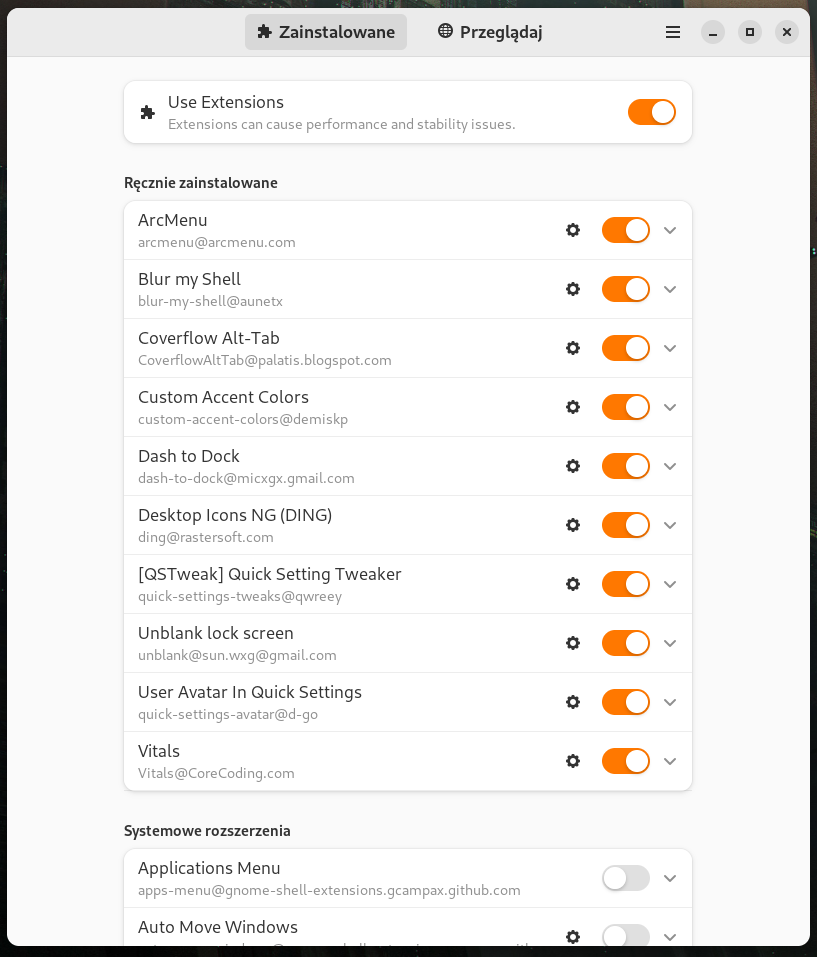 Zainstalowane
Przeglądaj
Use Extensions
Extensions can cause performance and stability issues.
Ręcznie zainstalowane
ArcMenu
arcmenu@arcmenu.com
Blur my Shell
blur-my-shell@aunetx
Coverflow Alt-Tab
CoverflowAltTab@palatis.blogspot.com
Custom Accent Colors
custom-accent-colors@demiskp
Dash to Dock
dash-to-dock@micxgx.gmail.com
Desktop Icons NG (DING)
ding@rastersoft.com
[QSTweak] Quick Setting Tweaker
quick-settings-tweaks@qwreey
Unblank lock screen
unblank@sun.wxg@gmail.com
User Avatar In Quick Settings
quick-settings-avatar@d-go
Vitals
Vitals@CoreCoding.com
Systemowe rozszerzenia
Applications Menu
apps-menu@gnome-shell-extensions.gcampax.github.com
Auto Move Windows